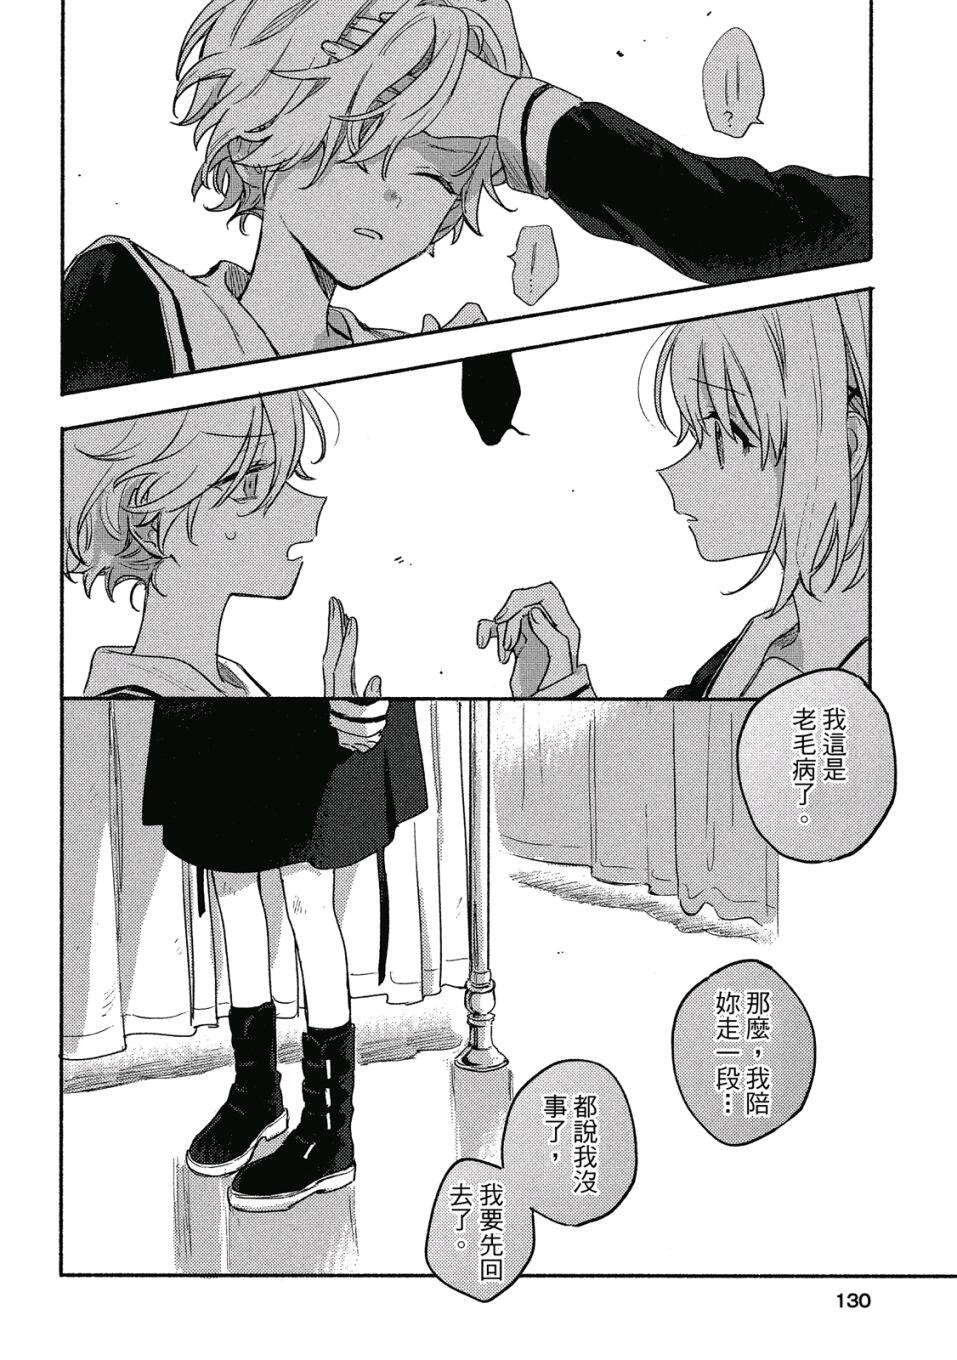 ……？
……
我這是
老毛病了。
那麼，我陪
妳走一段…
都說我沒
事了，
我要先回
去了。
130